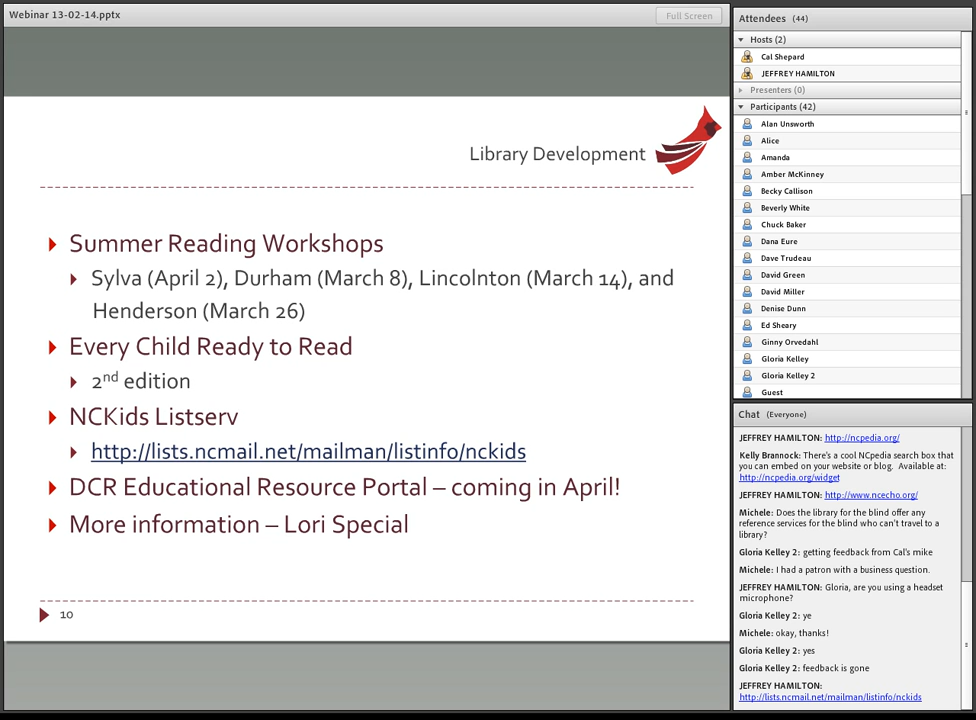 Webinar 13-02-14.pptx
Full Screen
Library Development
Summer Reading Workshops
Sylva (April 2), Durham (March 8), Lincolnton (March 14), and
Henderson (March 26)
Every Child Ready to Read
2nd edition
NCKids Listserv
http://lists.ncmail.net/mailman/listinfo/nckids
DCR Educational Resource Portal – coming in April!
More information – Lori Special
10
Attendees (44)
Hosts (2)
Cal Shepard
JEFFREY HAMILTON
Presenters (0)
Participants (42)
Alan Unsworth
Alice
Amanda
Amber McKinney
Becky Callison
Beverly White
Chuck Baker
Dana Eure
Dave Trudeau
David Green
David Miller
Denise Dunn
Ed Sheary
Ginny Orvedahl
Gloria Kelley
Gloria Kelley 2
Guest
Chat (Everyone)
JEFFREY HAMILTON: http://ncpedia.org/
Kelly Brannock: There's a cool NCpedia search box that
you can embed on your website or blog. Available at:
http://ncpedia.org/widget
JEFFREY HAMILTON: http://www.ncecho.org/
Michele: Does the library for the blind offer any
reference services for the blind who can't travel to a
library?
Gloria Kelley 2: getting feedback from Cal's mike
Michele: I had a patron with a business question.
JEFFREY HAMILTON: Gloria, are you using a headset
microphone?
Gloria Kelley 2: ye
Michele: okay, thanks!
Gloria Kelley 2: yes
Gloria Kelley 2: feedback is gone
JEFFREY HAMILTON:
http://lists.ncmail.net/mailman/listinfo/nckids